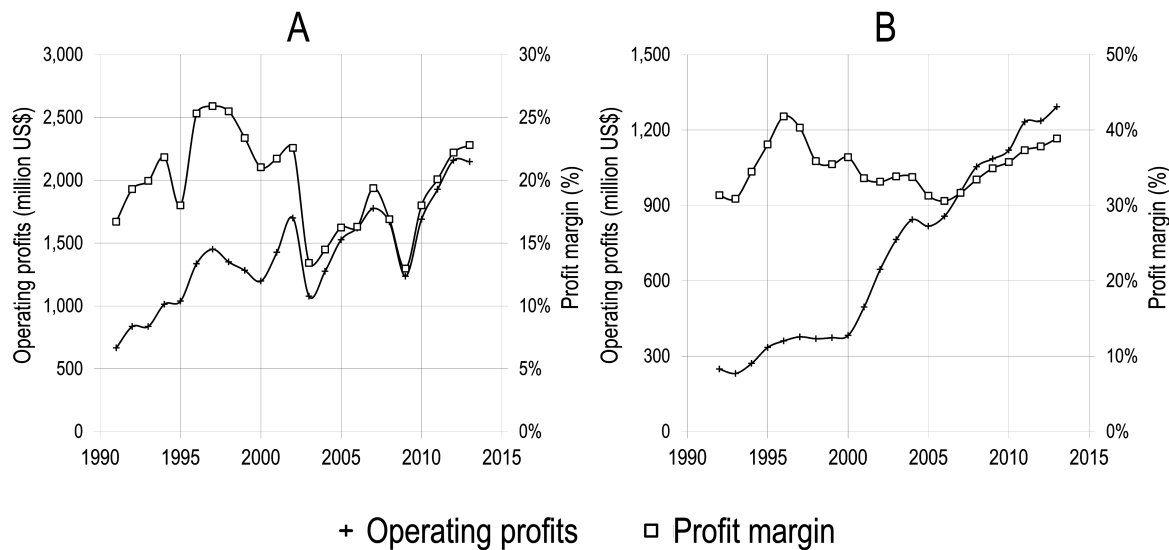 A
B
Operating profits (million US$)
3,000
2,500
2,000
1,500
1,000
500
0
30%
25%
20%
15%
10%
5%
0%
Profit margin (%)
1990 1995 2000 2005 2010 2015
Operating profits (million US$)
1,500
1,200
900
600
300
0
50%
40%
30%
20%
10%
0%
Profit margin (%)
1990 1995 2000 2005 2010 2015
Operating profits Profit margin